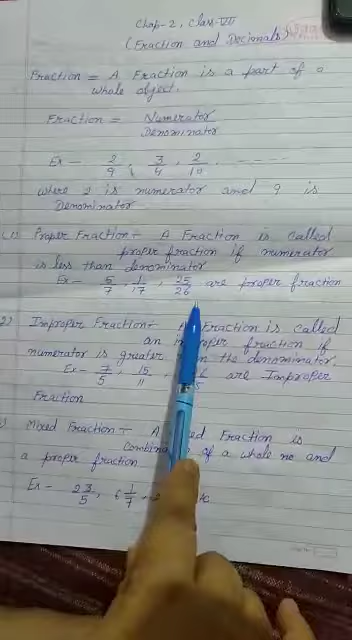 Chap-2, Class-VII
(Fraction and Decimals)
Fraction = A Fraction is a part of a
whole object.
Fraction = Numerator
Denominator
Ex - 2/9, 3/4, 2/10 . -----
where 2 is numerator and 9 is
Denominator
(1) Proper Fraction - A Fraction is called
proper fraction if numerator
is less than denominator
Ex - 5/7, 1/17, 25/26 are proper fraction
2) Improper Fraction - A Fraction is called
an fraction if
numerator is greater the denominator.
Ex - 7/5, 15/11, are Improper
Fraction
) Mixed Fraction - A Fraction is
of a whole no and
a proper fraction
Ex - 2 3/5, 6 1/7,